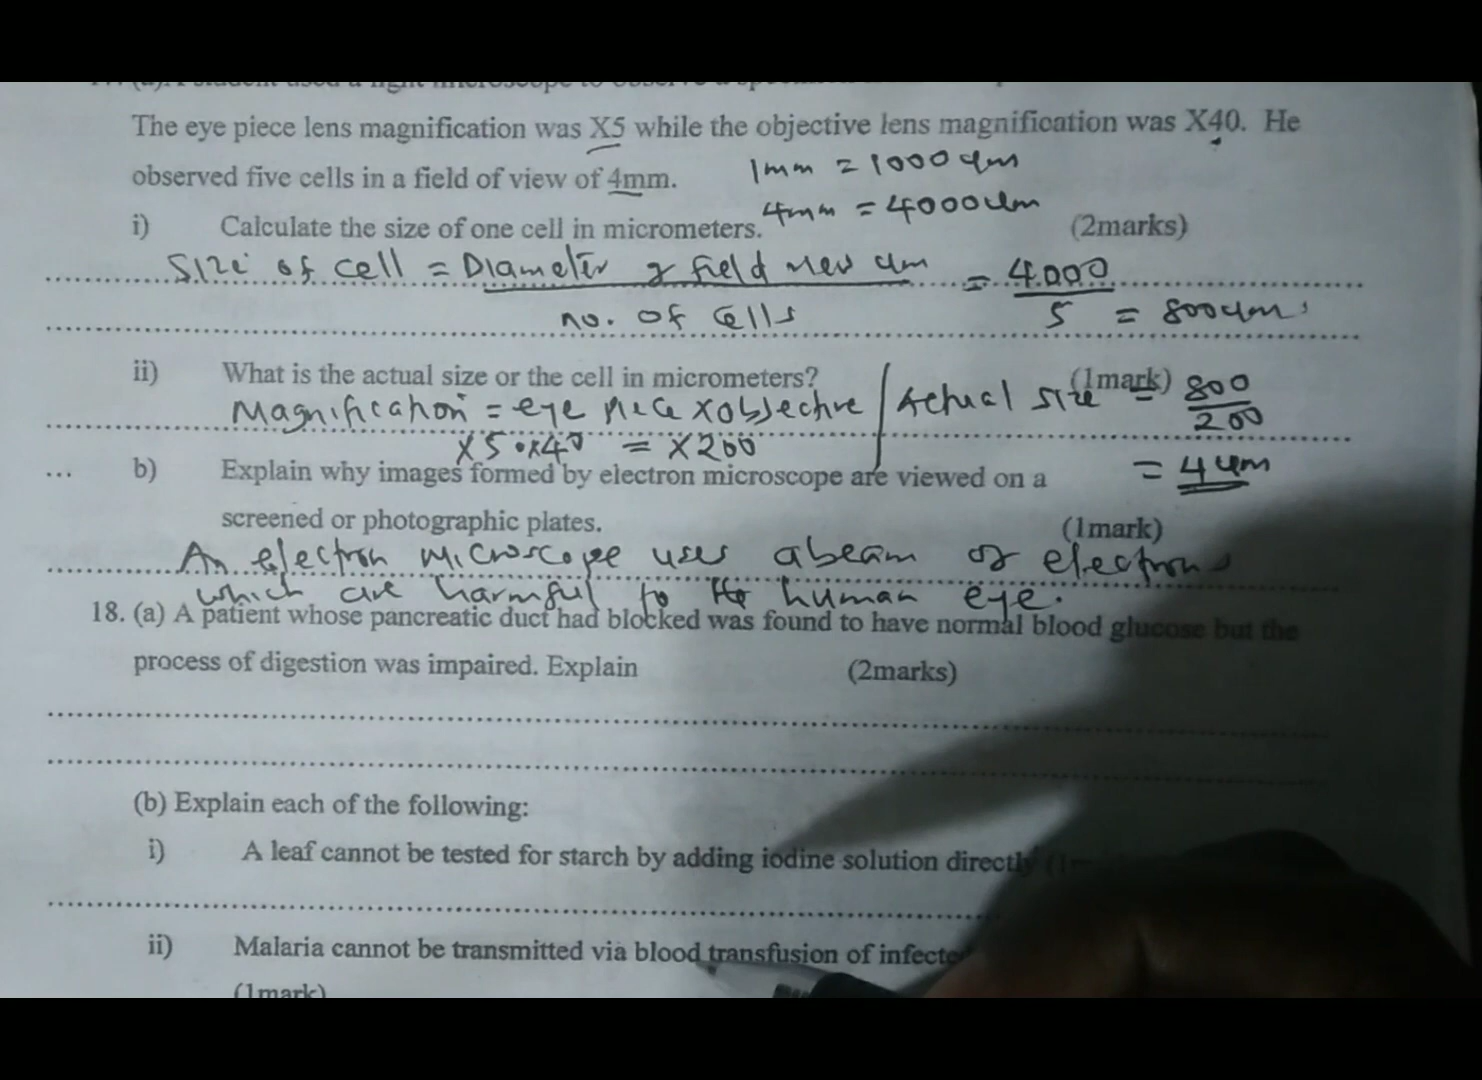 The eye piece lens magnification was X5 while the objective lens magnification was X40. He
observed five cells in a field of view of 4mm.
1mm = 1000um
4mm = 4000um
i) Calculate the size of one cell in micrometers. (2marks)
Size of cell = Diameter of field view um = 4000
no. of cells 5 = 800um
ii) What is the actual size or the cell in micrometers? (1mark)
Magnification = eye piece x objective / Actual size = 800
X5 x 40 = X200 200
= 4um
... b) Explain why images formed by electron microscope are viewed on a
screened or photographic plates. (1mark)
An electron microscope uses a beam of electrons
which are harmful to the human eye.
18. (a) A patient whose pancreatic duct had blocked was found to have normal blood glucose but the
process of digestion was impaired. Explain (2marks)
(b) Explain each of the following:
i) A leaf cannot be tested for starch by adding iodine solution directly
ii) Malaria cannot be transmitted via blood transfusion of infected
(1mark)